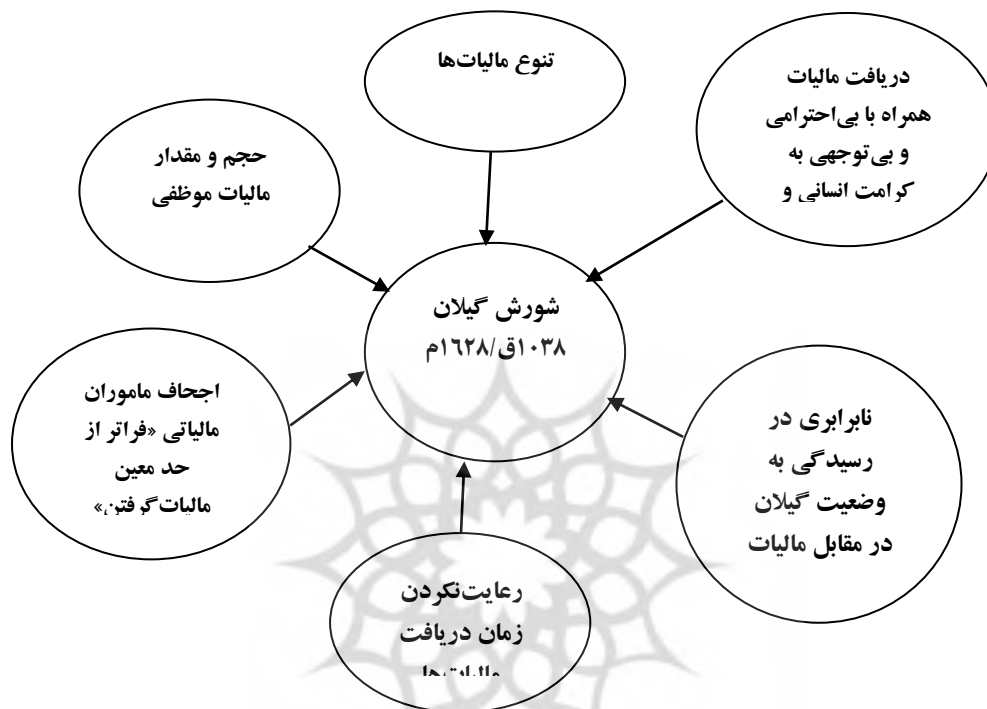 تنوع مالیات‌ها
دریافت مالیات
همراه با بی‌احترامی
و بی‌توجهی به
کرامت انسانی و
حجم و مقدار
مالیات موظفی
شورش گیلان
۱۰۳۸ق/۱۶۲۸م
اجحاف ماموران
مالیاتی «فراتر از
حد معین
مالیات‌گرفتن»
نابرابری در
رسیدگی به
وضعیت گیلان
در مقابل مالیات
رعایت‌نکردن
زمان دریافت
مالیات‌ها